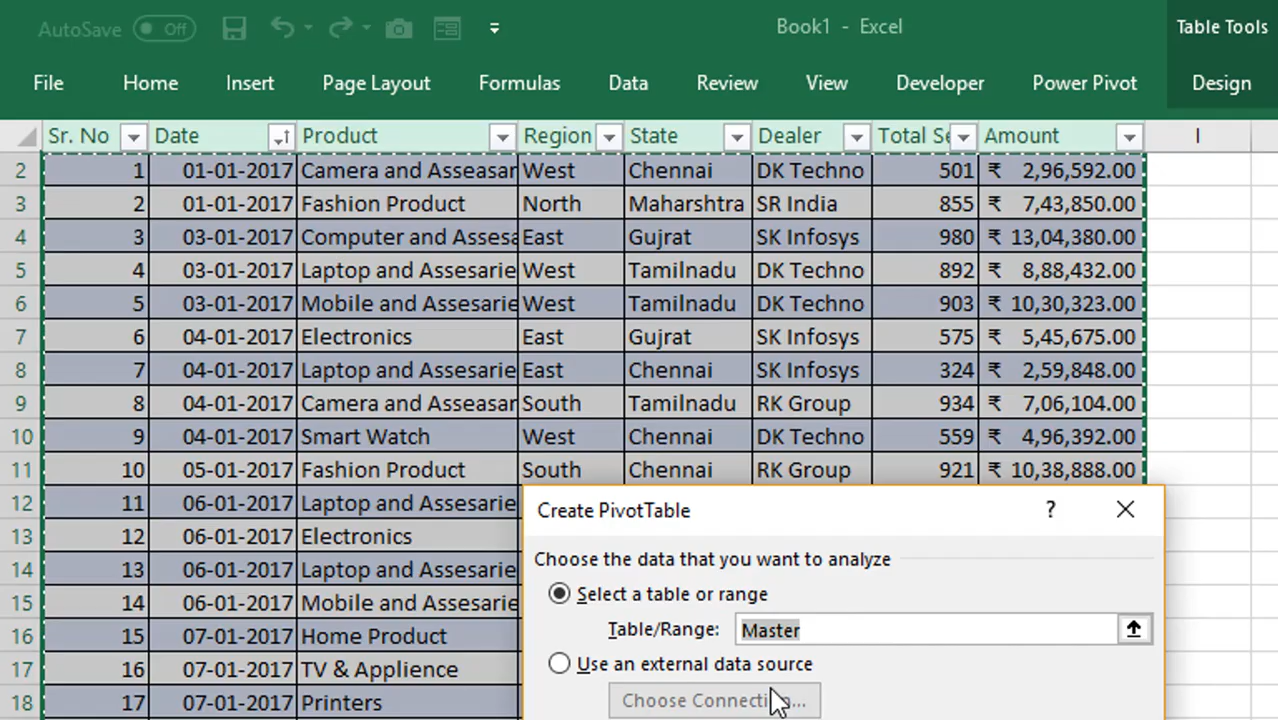 AutoSave Off Book1 - Excel Table Tools
File Home Insert Page Layout Formulas Data Review View Developer Power Pivot Design
Sr. No Date Product Region State Dealer Total Se Amount I
2 1 01-01-2017 Camera and Asseasar West Chennai DK Techno 501 ₹ 2,96,592.00
3 2 01-01-2017 Fashion Product North Maharshtra SR India 855 ₹ 7,43,850.00
4 3 03-01-2017 Computer and Assesa East Gujrat SK Infosys 980 ₹ 13,04,380.00
5 4 03-01-2017 Laptop and Assesarie West Tamilnadu DK Techno 892 ₹ 8,88,432.00
6 5 03-01-2017 Mobile and Assesarie West Tamilnadu DK Techno 903 ₹ 10,30,323.00
7 6 04-01-2017 Electronics East Gujrat SK Infosys 575 ₹ 5,45,675.00
8 7 04-01-2017 Laptop and Assesarie East Chennai SK Infosys 324 ₹ 2,59,848.00
9 8 04-01-2017 Camera and Asseasar South Tamilnadu RK Group 934 ₹ 7,06,104.00
10 9 04-01-2017 Smart Watch West Chennai DK Techno 559 ₹ 4,96,392.00
11 10 05-01-2017 Fashion Product South Chennai RK Group 921 ₹ 10,38,888.00
12 11 06-01-2017 Laptop and Assesarie
13 12 06-01-2017 Electronics
14 13 06-01-2017 Laptop and Assesarie
15 14 06-01-2017 Mobile and Assesarie
16 15 07-01-2017 Home Product
17 16 07-01-2017 TV & Applience
18 17 07-01-2017 Printers
Create PivotTable ?
Choose the data that you want to analyze
Select a table or range
Table/Range: Master
Use an external data source
Choose Connecti...